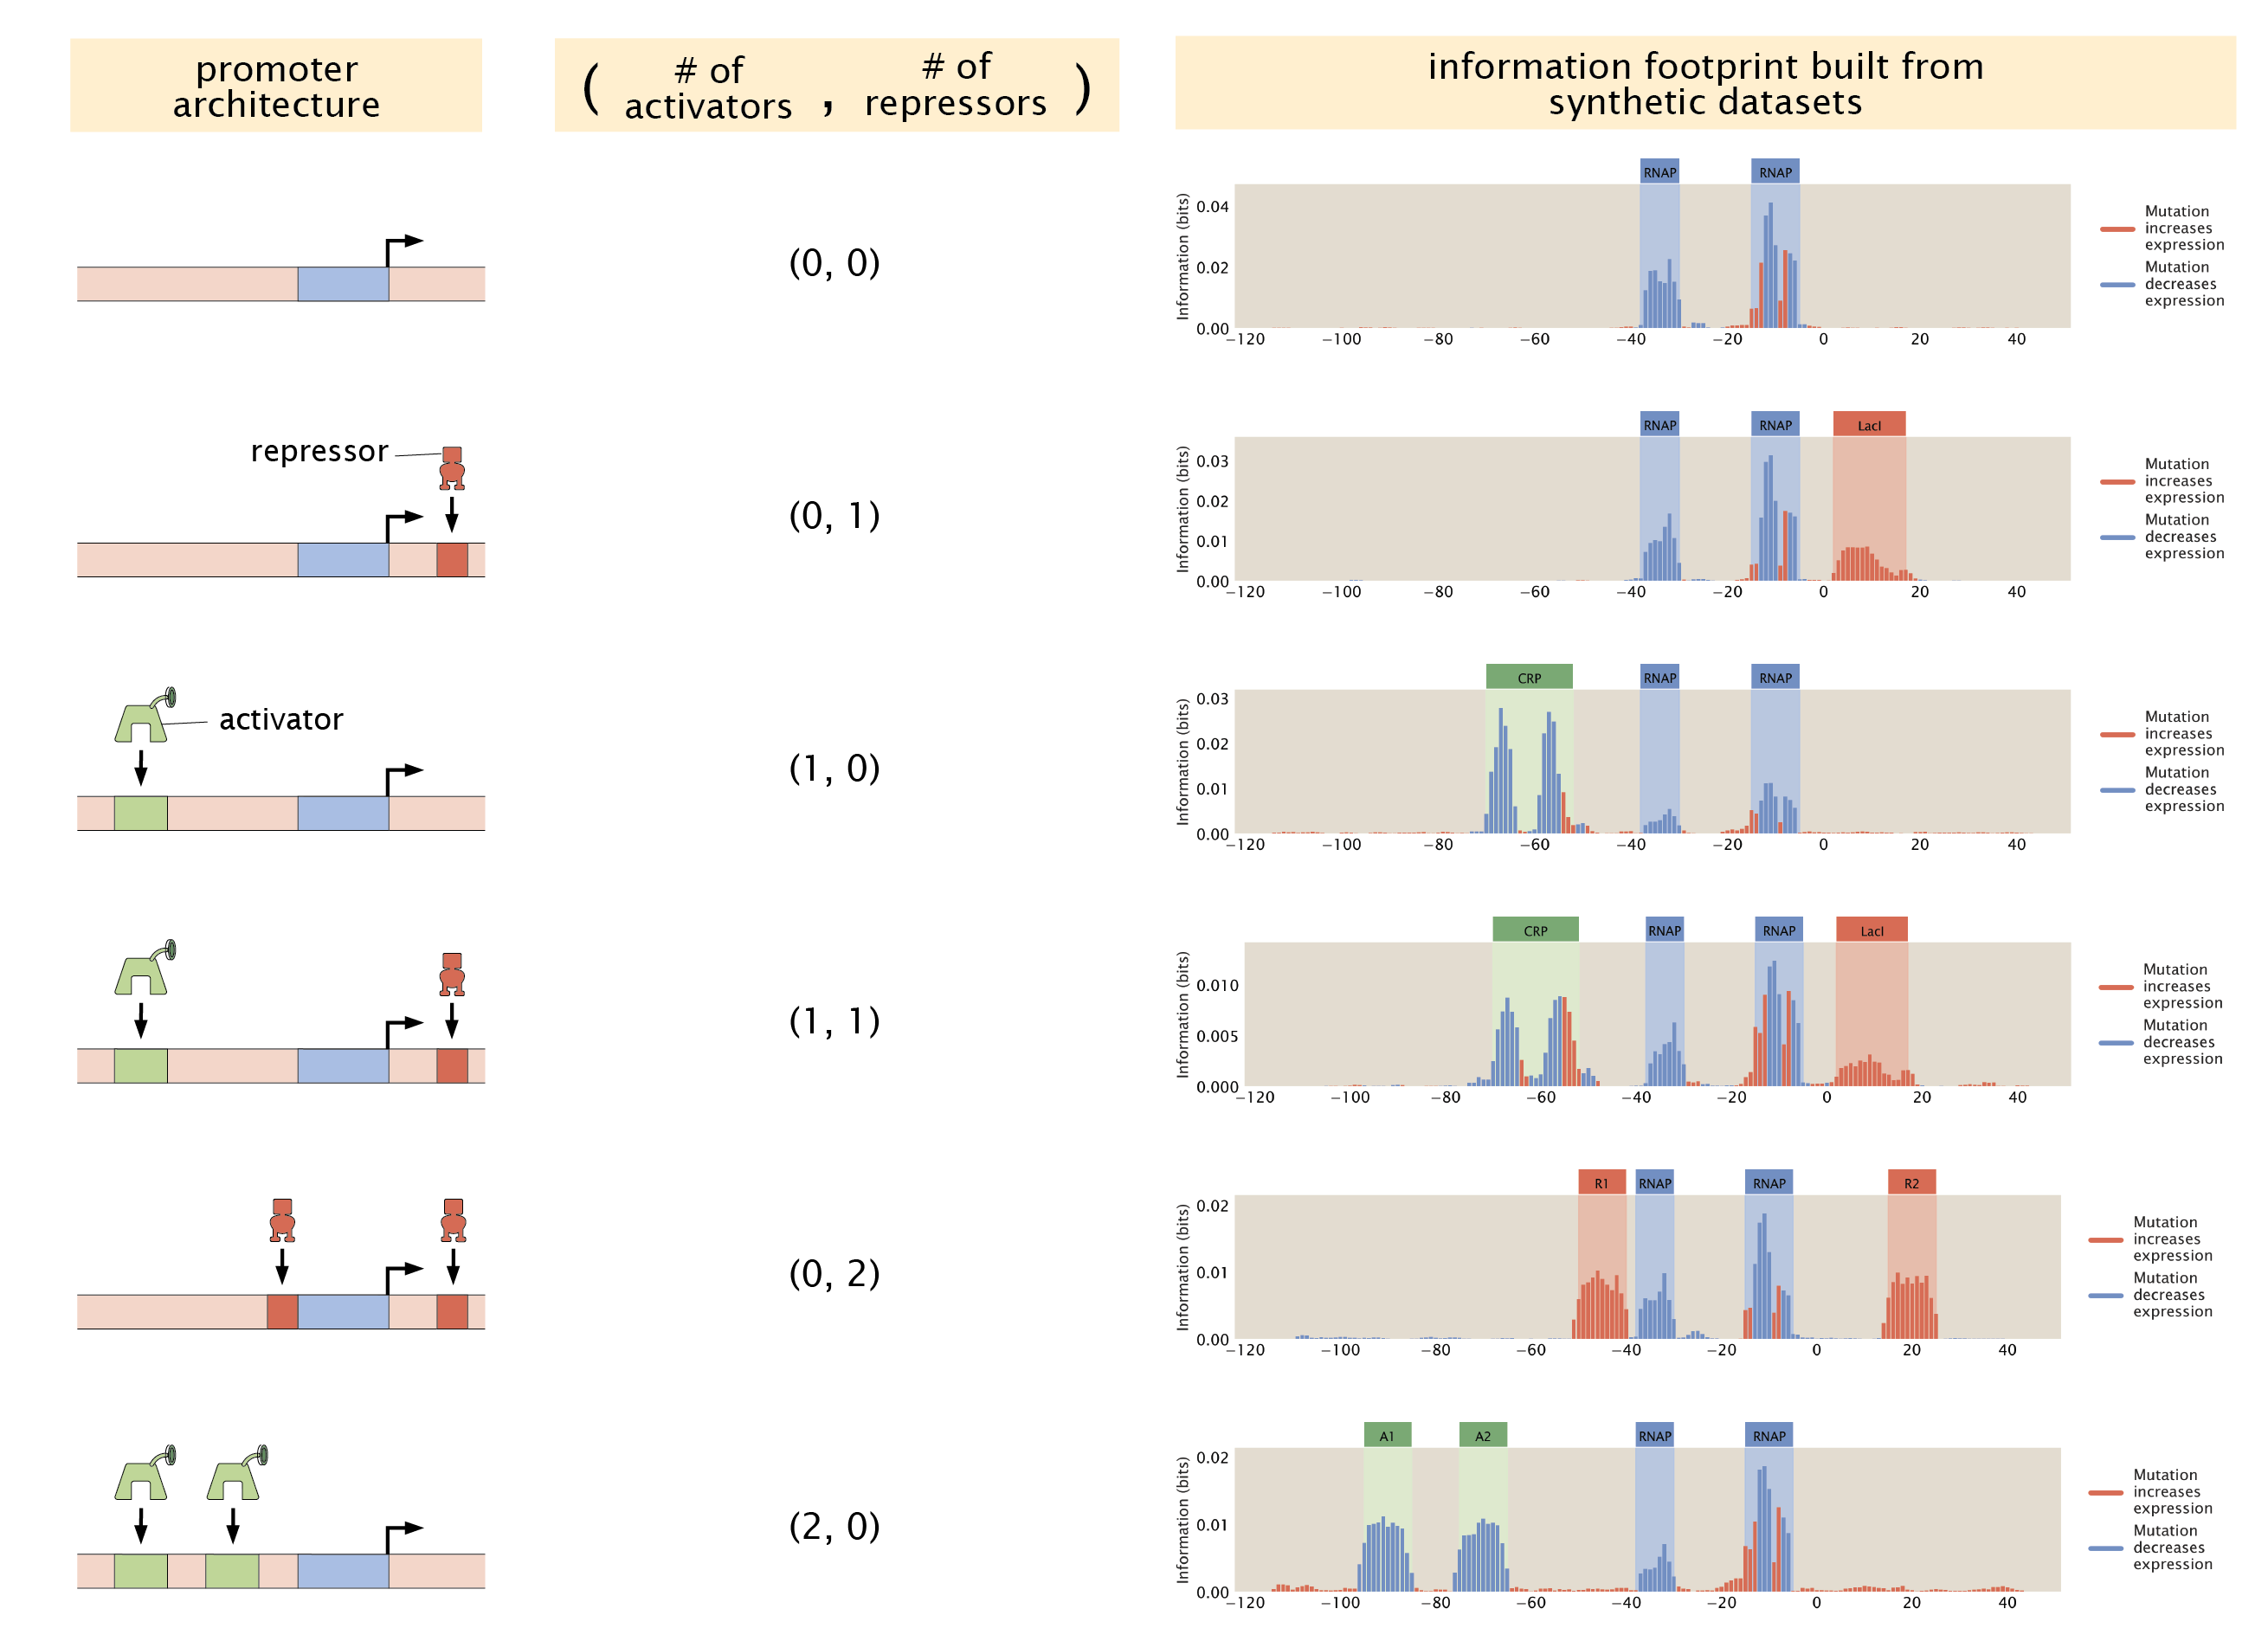 promoter
architecture
( # of activators , # of repressors )
information footprint built from
synthetic datasets
(0, 0)
RNAP RNAP
Information (bits)
0.04
0.02
0.00
−120 −100 −80 −60 −40 −20 0 20 40
Mutation
increases
expression
Mutation
decreases
expression
repressor
(0, 1)
RNAP RNAP LacI
Information (bits)
0.03
0.02
0.01
0.00
−120 −100 −80 −60 −40 −20 0 20 40
Mutation
increases
expression
Mutation
decreases
expression
activator
(1, 0)
CRP RNAP RNAP
Information (bits)
0.03
0.02
0.01
0.00
−120 −100 −80 −60 −40 −20 0 20 40
Mutation
increases
expression
Mutation
decreases
expression
(1, 1)
CRP RNAP RNAP LacI
Information (bits)
0.010
0.005
0.000
−120 −100 −80 −60 −40 −20 0 20 40
Mutation
increases
expression
Mutation
decreases
expression
(0, 2)
R1 RNAP RNAP R2
Information (bits)
0.02
0.01
0.00
−120 −100 −80 −60 −40 −20 0 20 40
Mutation
increases
expression
Mutation
decreases
expression
(2, 0)
A1 A2 RNAP RNAP
Information (bits)
0.02
0.01
0.00
−120 −100 −80 −60 −40 −20 0 20 40
Mutation
increases
expression
Mutation
decreases
expression